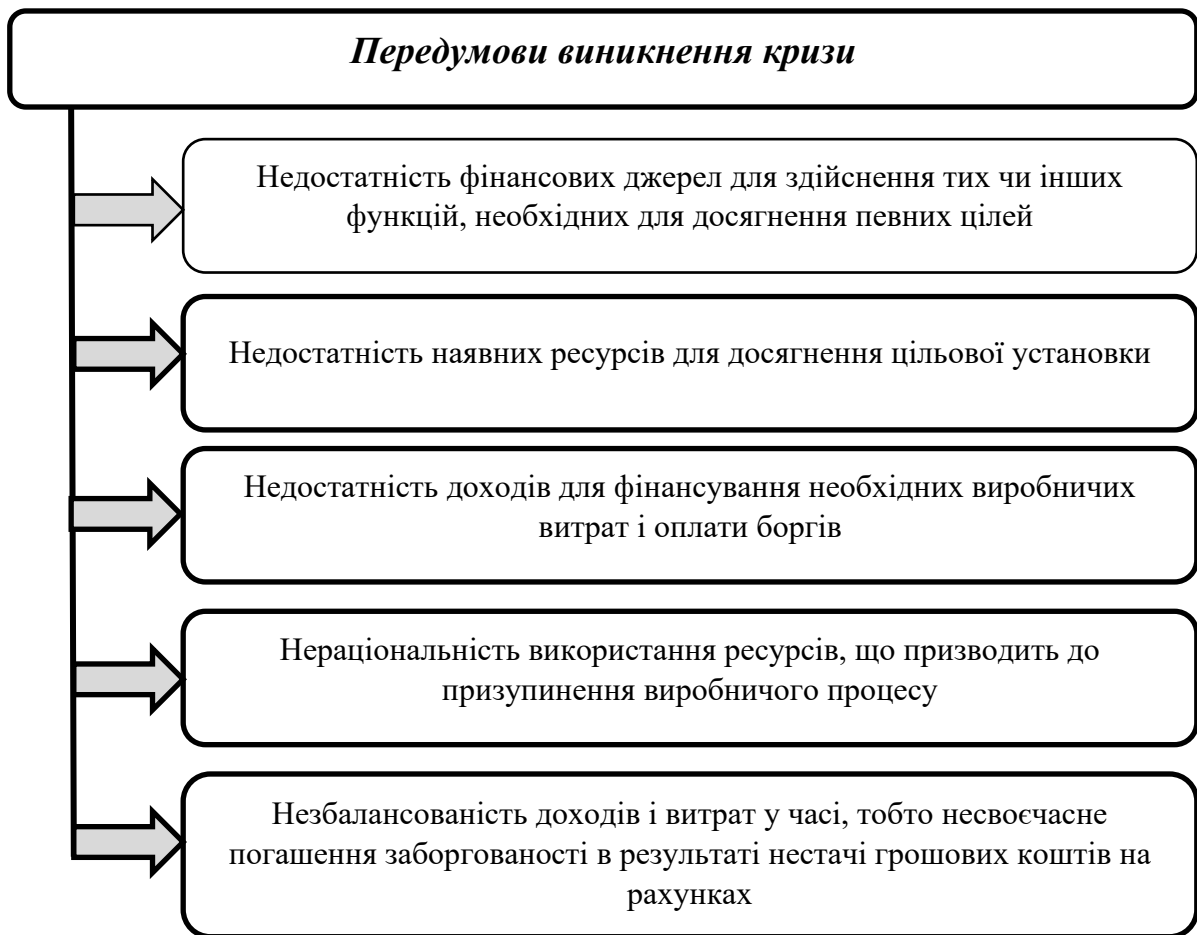 Передумови виникнення кризи
Недостатність фінансових джерел для здійснення тих чи інших
функцій, необхідних для досягнення певних цілей
Недостатність наявних ресурсів для досягнення цільової установки
Недостатність доходів для фінансування необхідних виробничих
витрат і оплати боргів
Нераціональність використання ресурсів, що призводить до
призупинення виробничого процесу
Незбалансованість доходів і витрат у часі, тобто несвоєчасне
погашення заборгованості в результаті нестачі грошових коштів на
рахунках